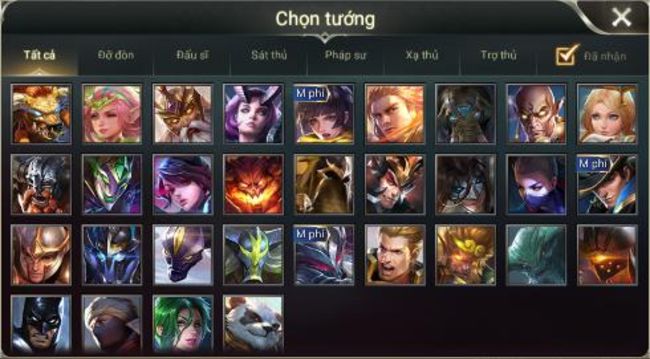 Chọn tướng
Tất cả Đỡ đòn Đấu sĩ Sát thủ Pháp sư Xạ thủ Trợ thủ Đã nhận
M phí
M phí
M phí